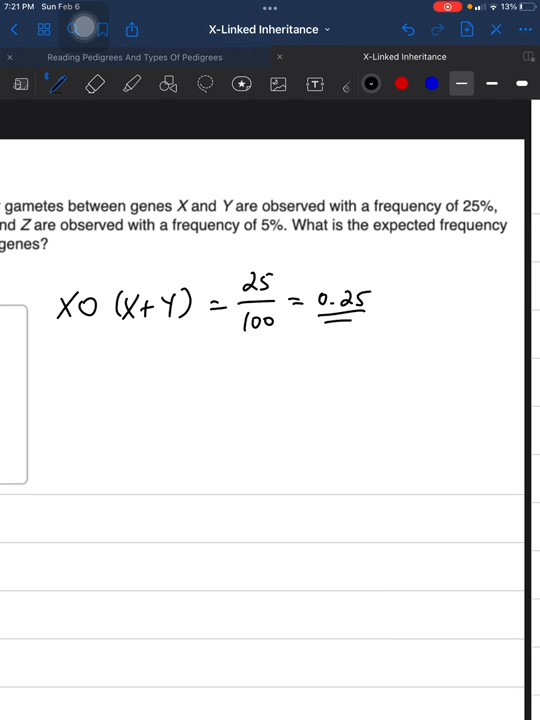 7:21 PM Sun Feb 6
13%
X-Linked Inheritance
Reading Pedigrees And Types Of Pedigrees
X-Linked Inheritance
gametes between genes X and Y are observed with a frequency of 25%,
nd Z are observed with a frequency of 5%. What is the expected frequency
genes?
XO (X+Y) = 25/100 = 0.25